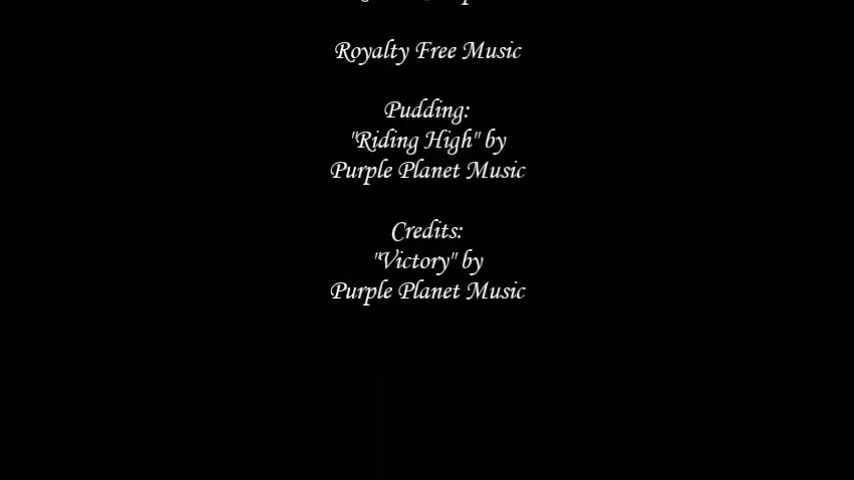 Royalty Free Music
Pudding:
"Riding High" by
Purple Planet Music
Credits:
"Victory" by
Purple Planet Music